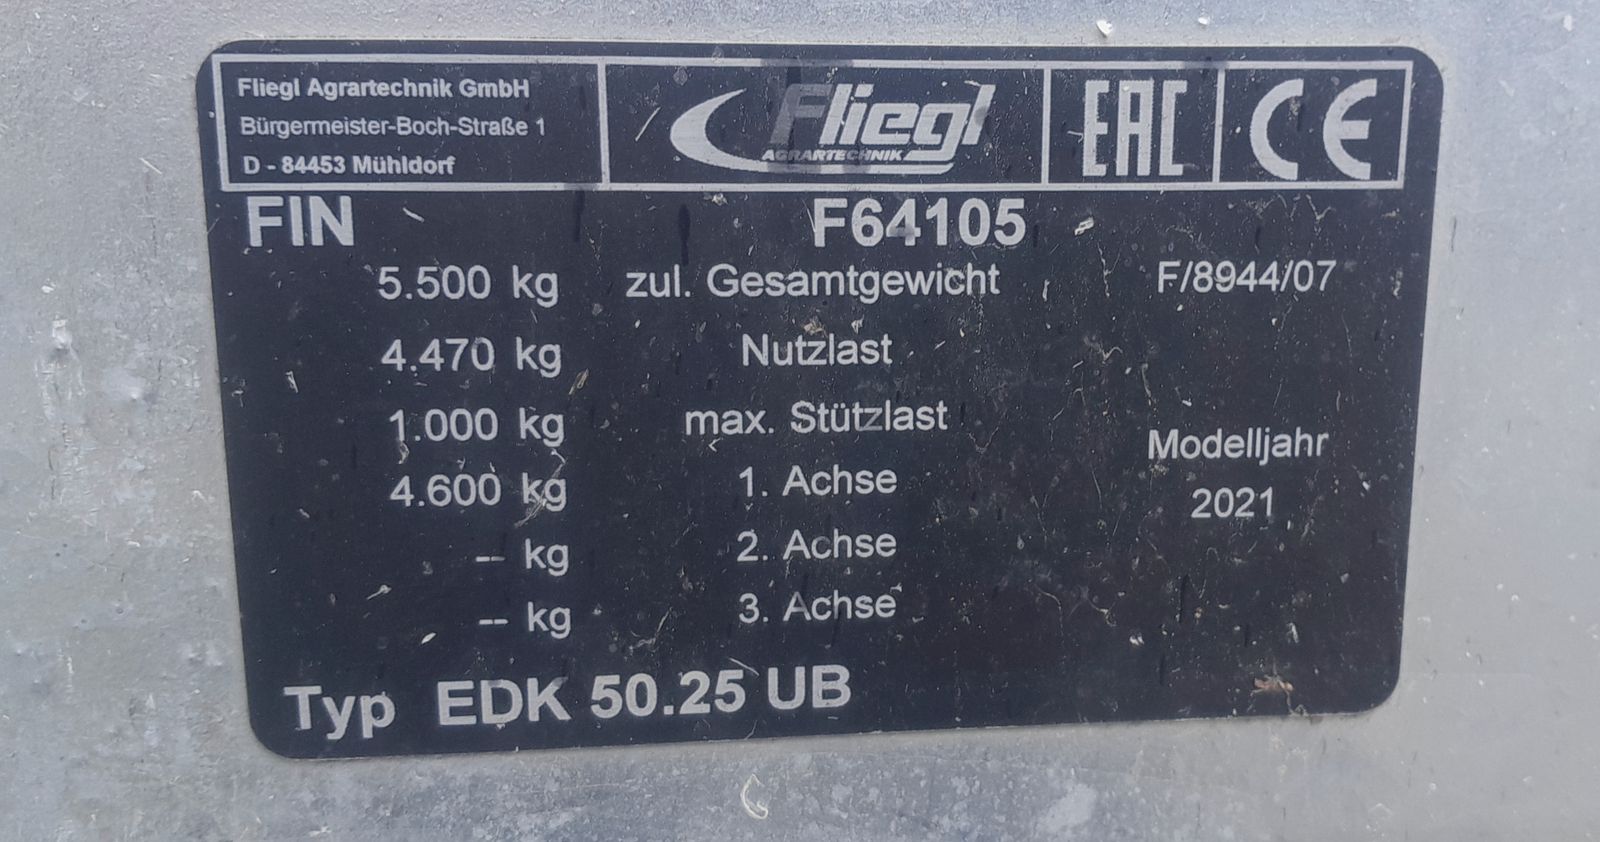 Fliegl Agrartechnik GmbH
Bürgermeister-Boch-Straße 1
D - 84453 Mühldorf
Fliegl
AGRARTECHNIK
EAC
CE
FIN F64105
5.500 kg zul. Gesamtgewicht F/8944/07
4.470 kg Nutzlast
1.000 kg max. Stützlast
4.600 kg 1. Achse
-- kg 2. Achse
-- kg 3. Achse
Modelljahr
2021
Typ EDK 50.25 UB